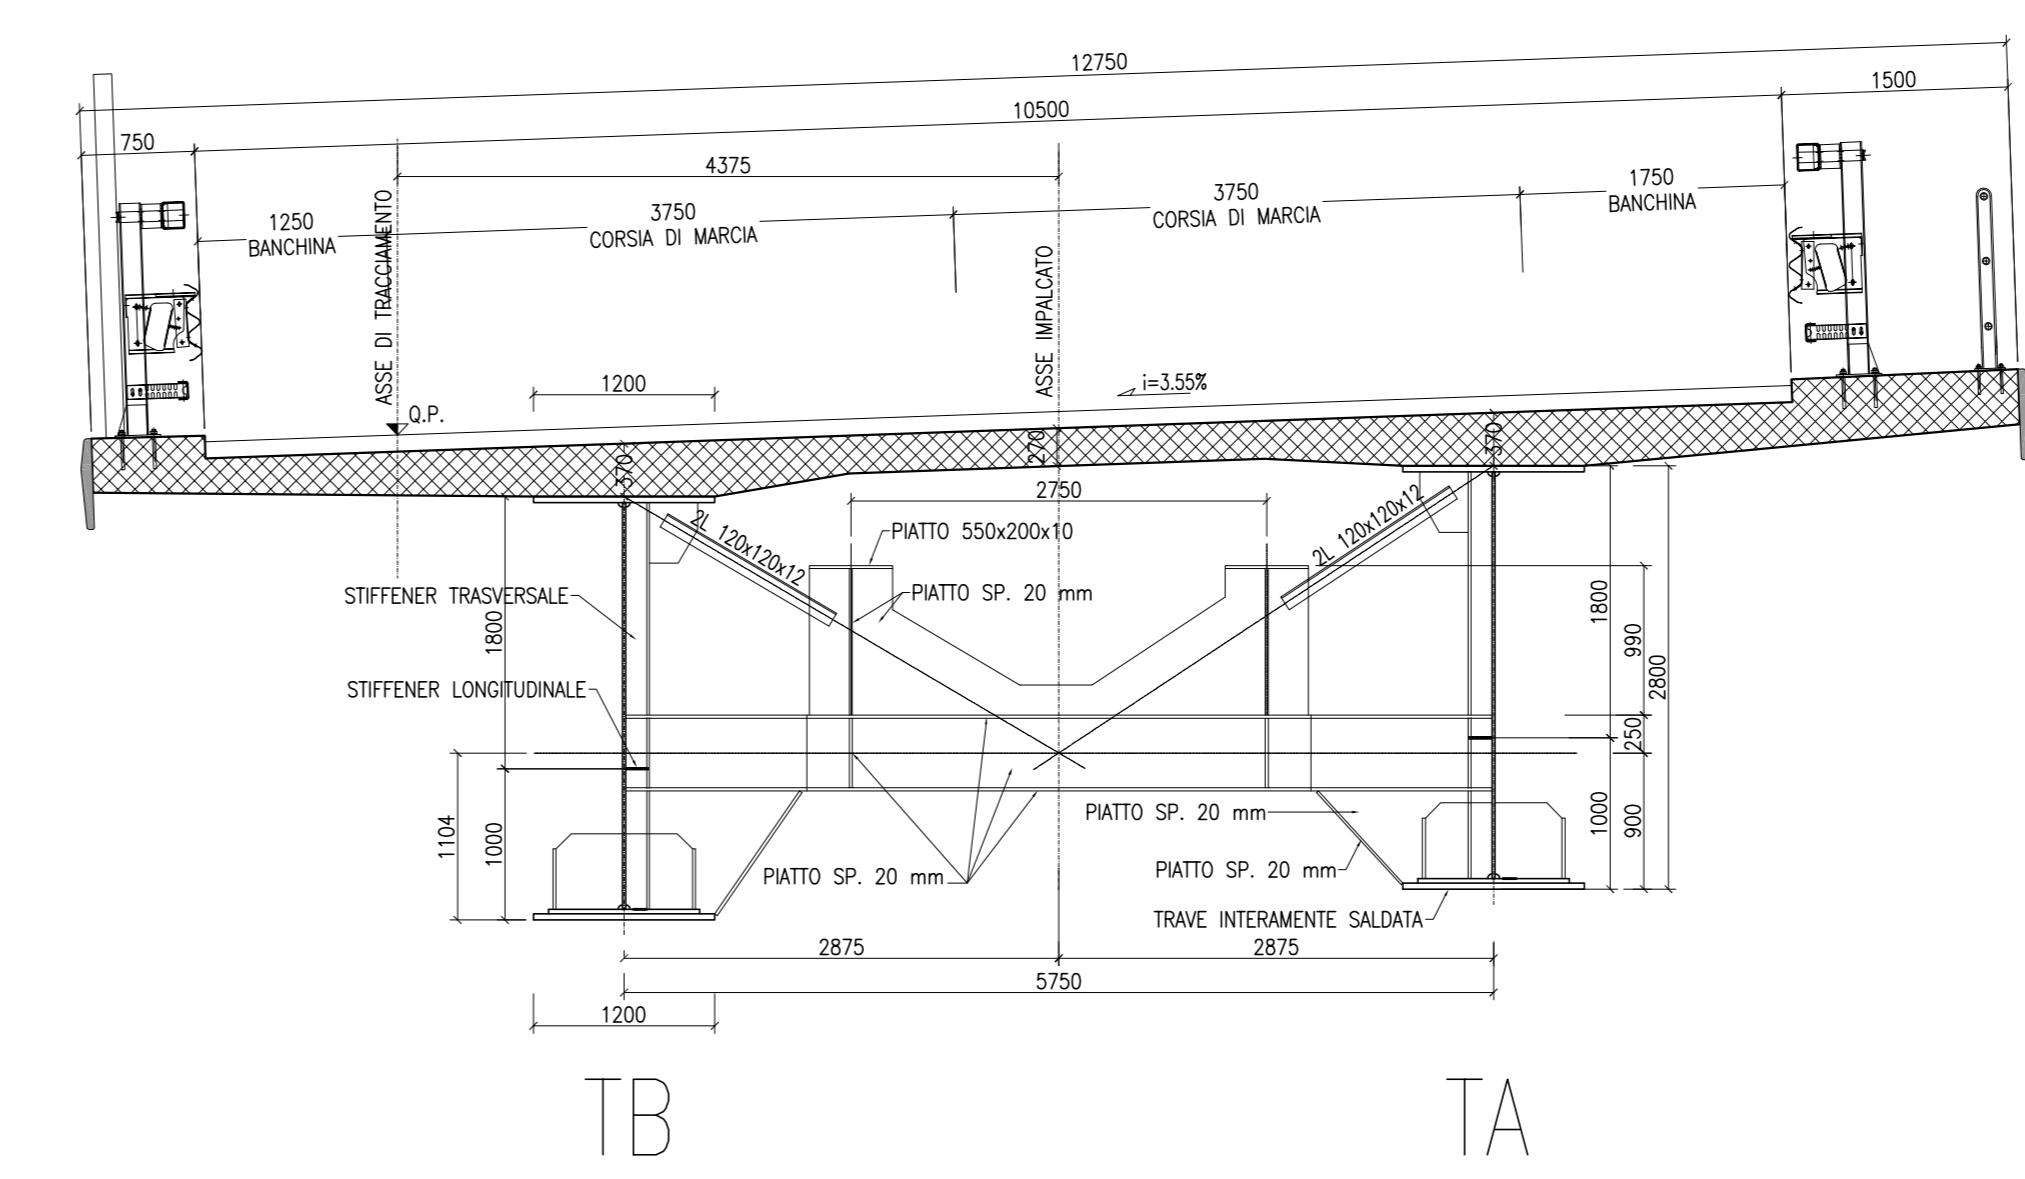 12750
10500
1500
750
4375
3750
CORSIA DI MARCIA
1750
BANCHINA
1250
BANCHINA
3750
CORSIA DI MARCIA
ASSE DI TRACCIAMENTO
ASSE IMPALCATO
1200
i=3.55%
Q.P.
370
270
370
2750
2L 120x120x12
2L 120x120x12
PIATTO 550x200x10
PIATTO SP. 20 mm
STIFFENER TRASVERSALE
1800
1800
990
2800
STIFFENER LONGITUDINALE
250
1104
1000
1000
900
PIATTO SP. 20 mm
PIATTO SP. 20 mm
PIATTO SP. 20 mm
TRAVE INTERAMENTE SALDATA
2875
2875
5750
1200
TB
TA